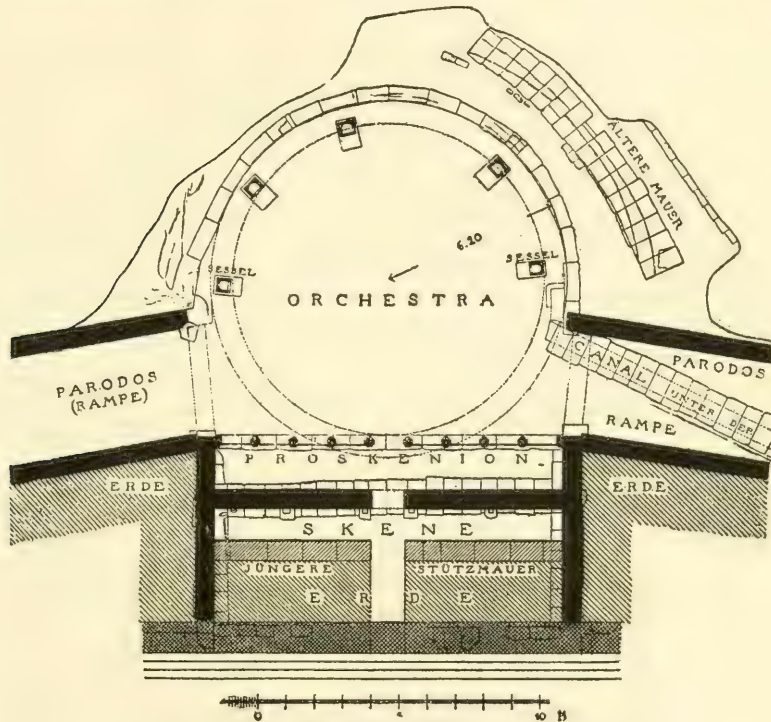 ÄLTERE MAUER
6.20
SESSEL
SESSEL
ORCHESTRA
PARODOS
(RAMPE)
CANAL UNTER DER
PARODOS
RAMPE
PROSKENION
ERDE
ERDE
SKENE
JÜNGERE STÜTZMAUER
ERDE
0
10 M